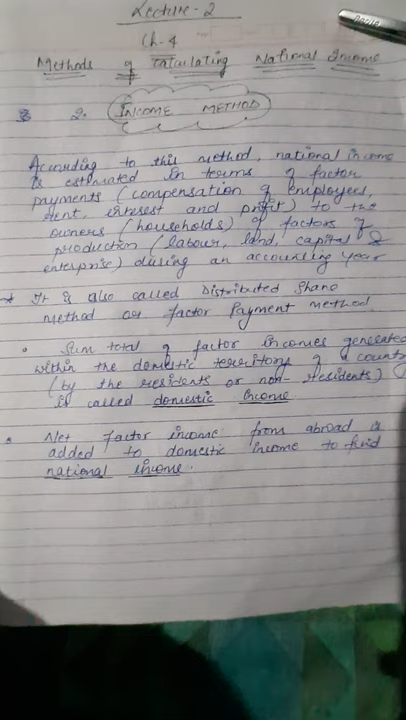 Lecture - 2
Ch-4
Methods of Calculating National Income
2. INCOME METHOD
According to this method, national income
is estimated in terms of factor
payments (compensation of employees,
rent, interest and profit) to the
owners (households) of factors of
production (labour, land, capital &
enterprise) during an accounting year
* It is also called Distributed Share
method or factor Payment method.
• Sum total of factor incomes generated
within the domestic territory of a count
(by the residents or non-residents)
is called domestic income.
• Net factor income from abroad is
added to domestic income to find
national income.